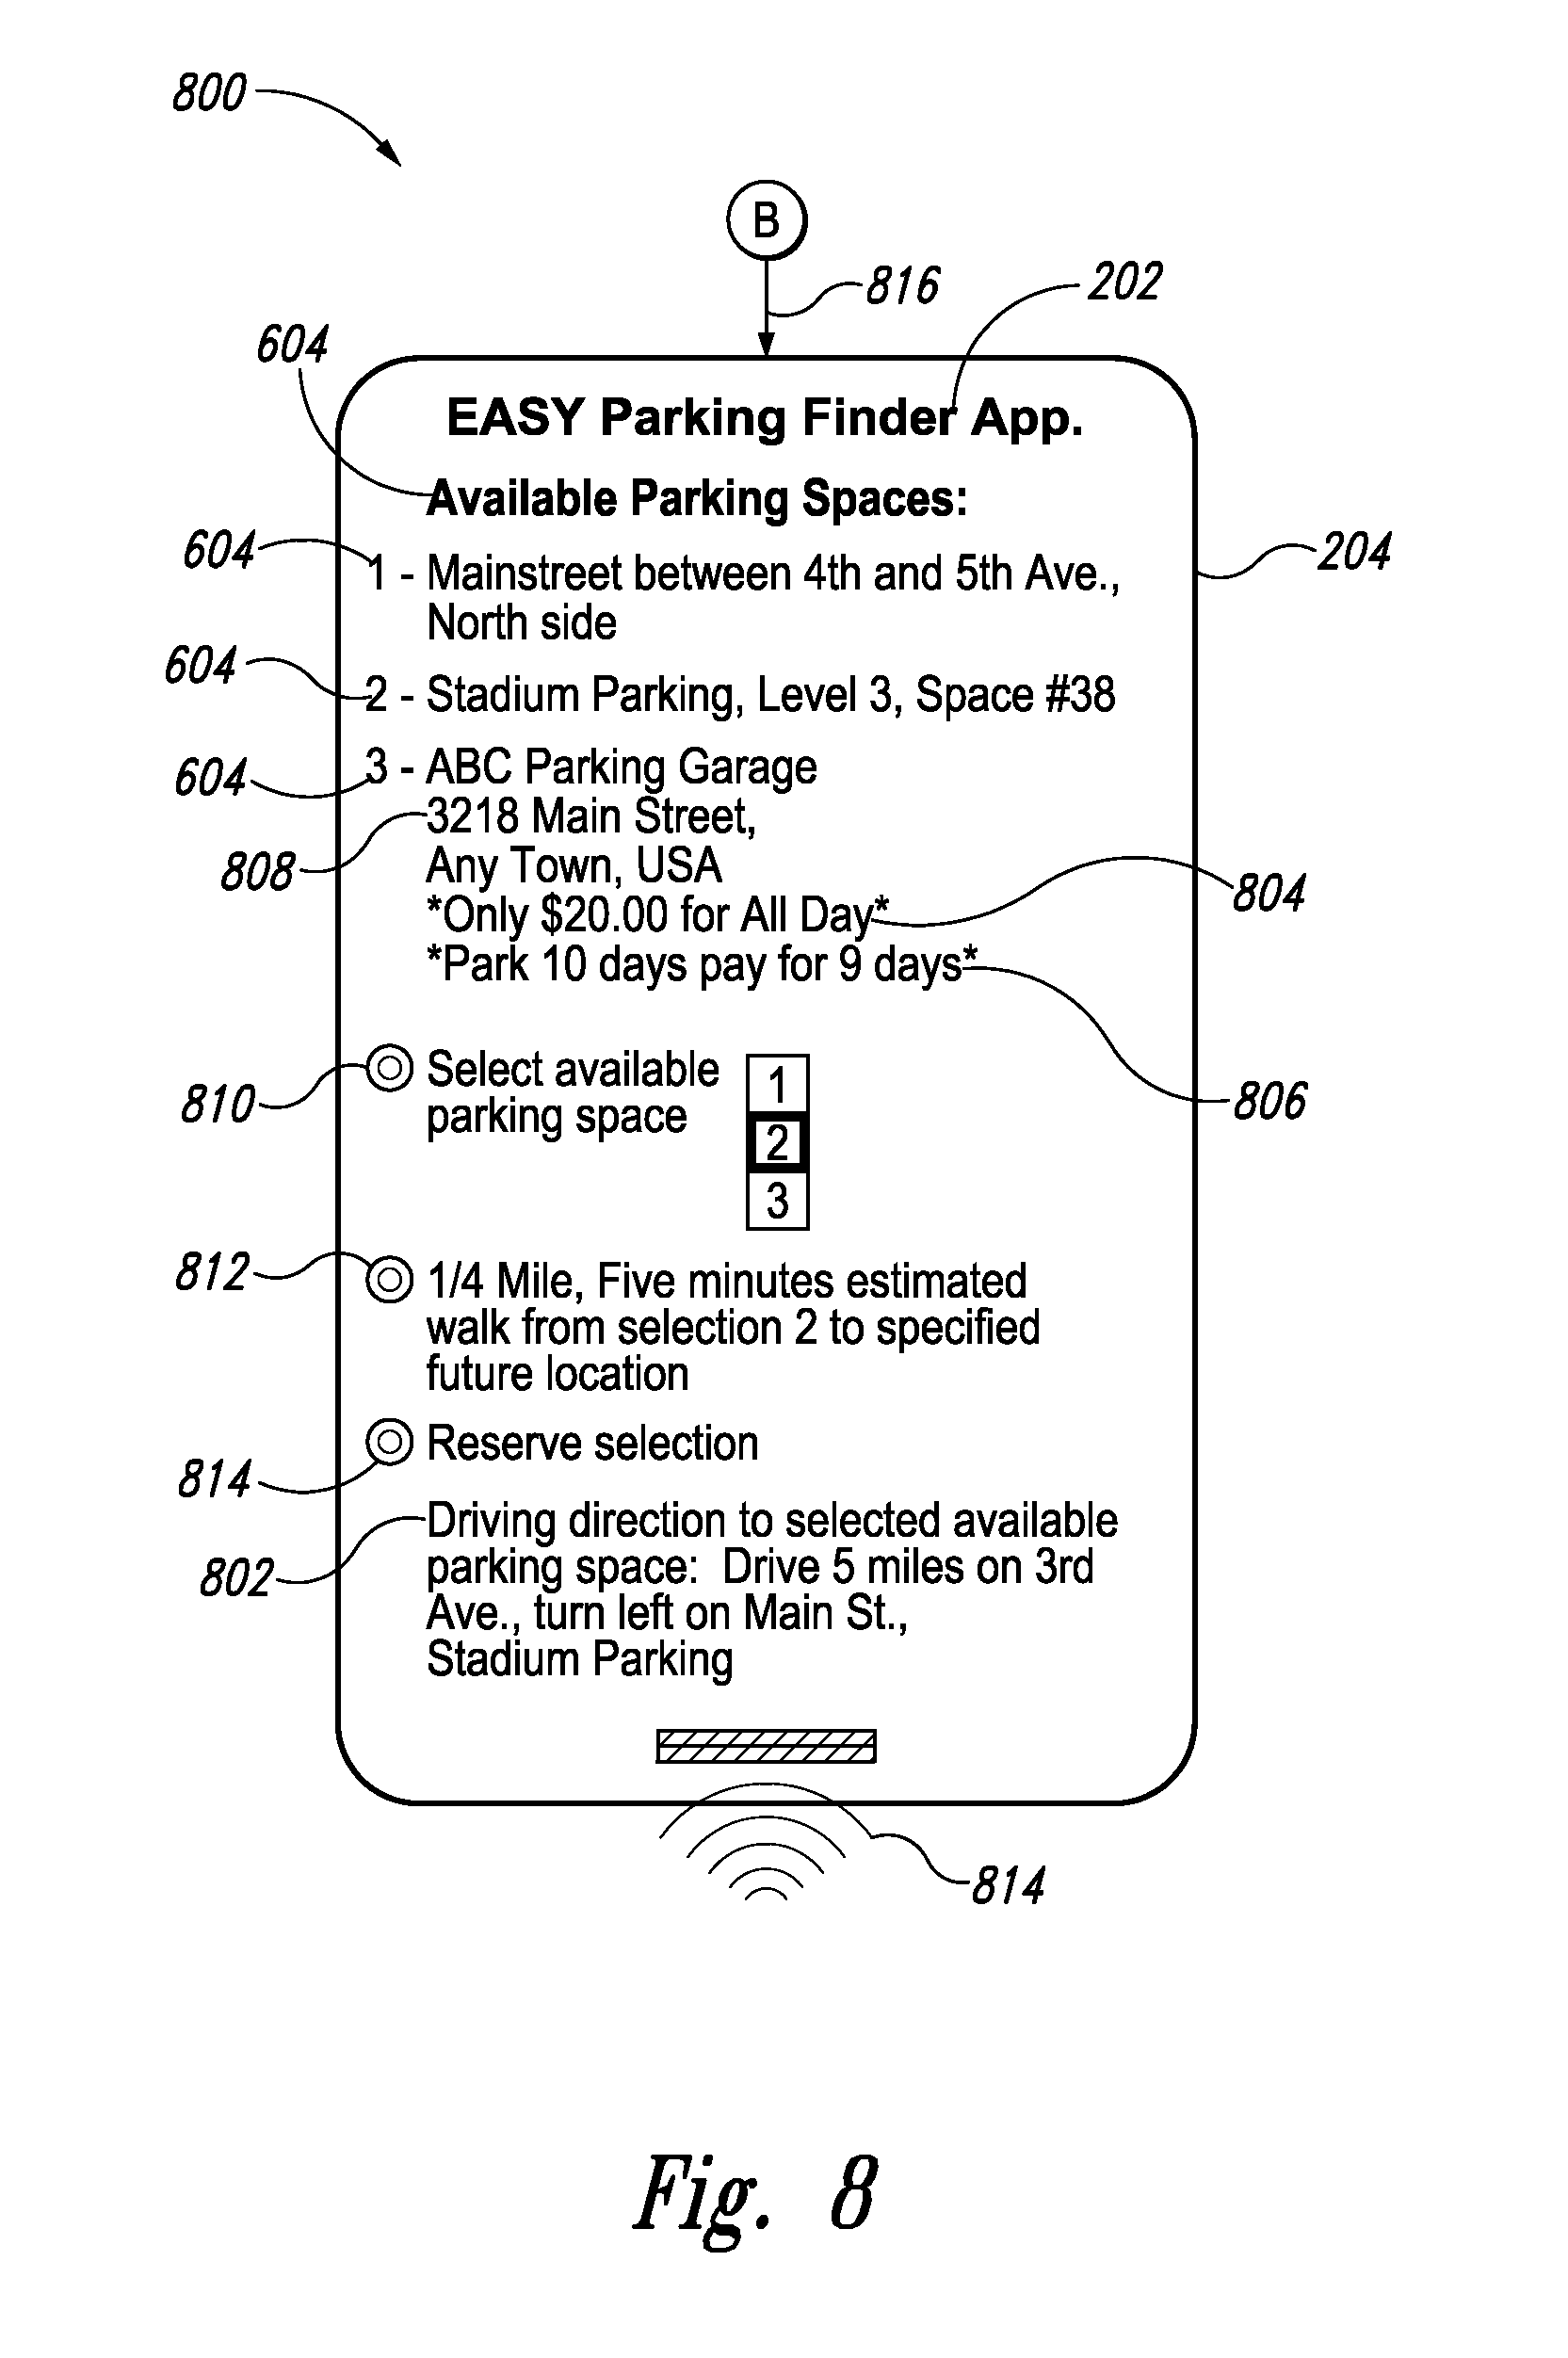 800
B
816
202
604
EASY Parking Finder App.
Available Parking Spaces:
604
1 - Mainstreet between 4th and 5th Ave.,
North side
204
604
2 - Stadium Parking, Level 3, Space #38
604
3 - ABC Parking Garage
3218 Main Street,
808
Any Town, USA
804
*Only $20.00 for All Day*
*Park 10 days pay for 9 days*
806
810
Select available
parking space
1
2
3
812
1/4 Mile, Five minutes estimated
walk from selection 2 to specified
future location
814
Reserve selection
802
Driving direction to selected available
parking space: Drive 5 miles on 3rd
Ave., turn left on Main St.,
Stadium Parking
814
Fig. 8